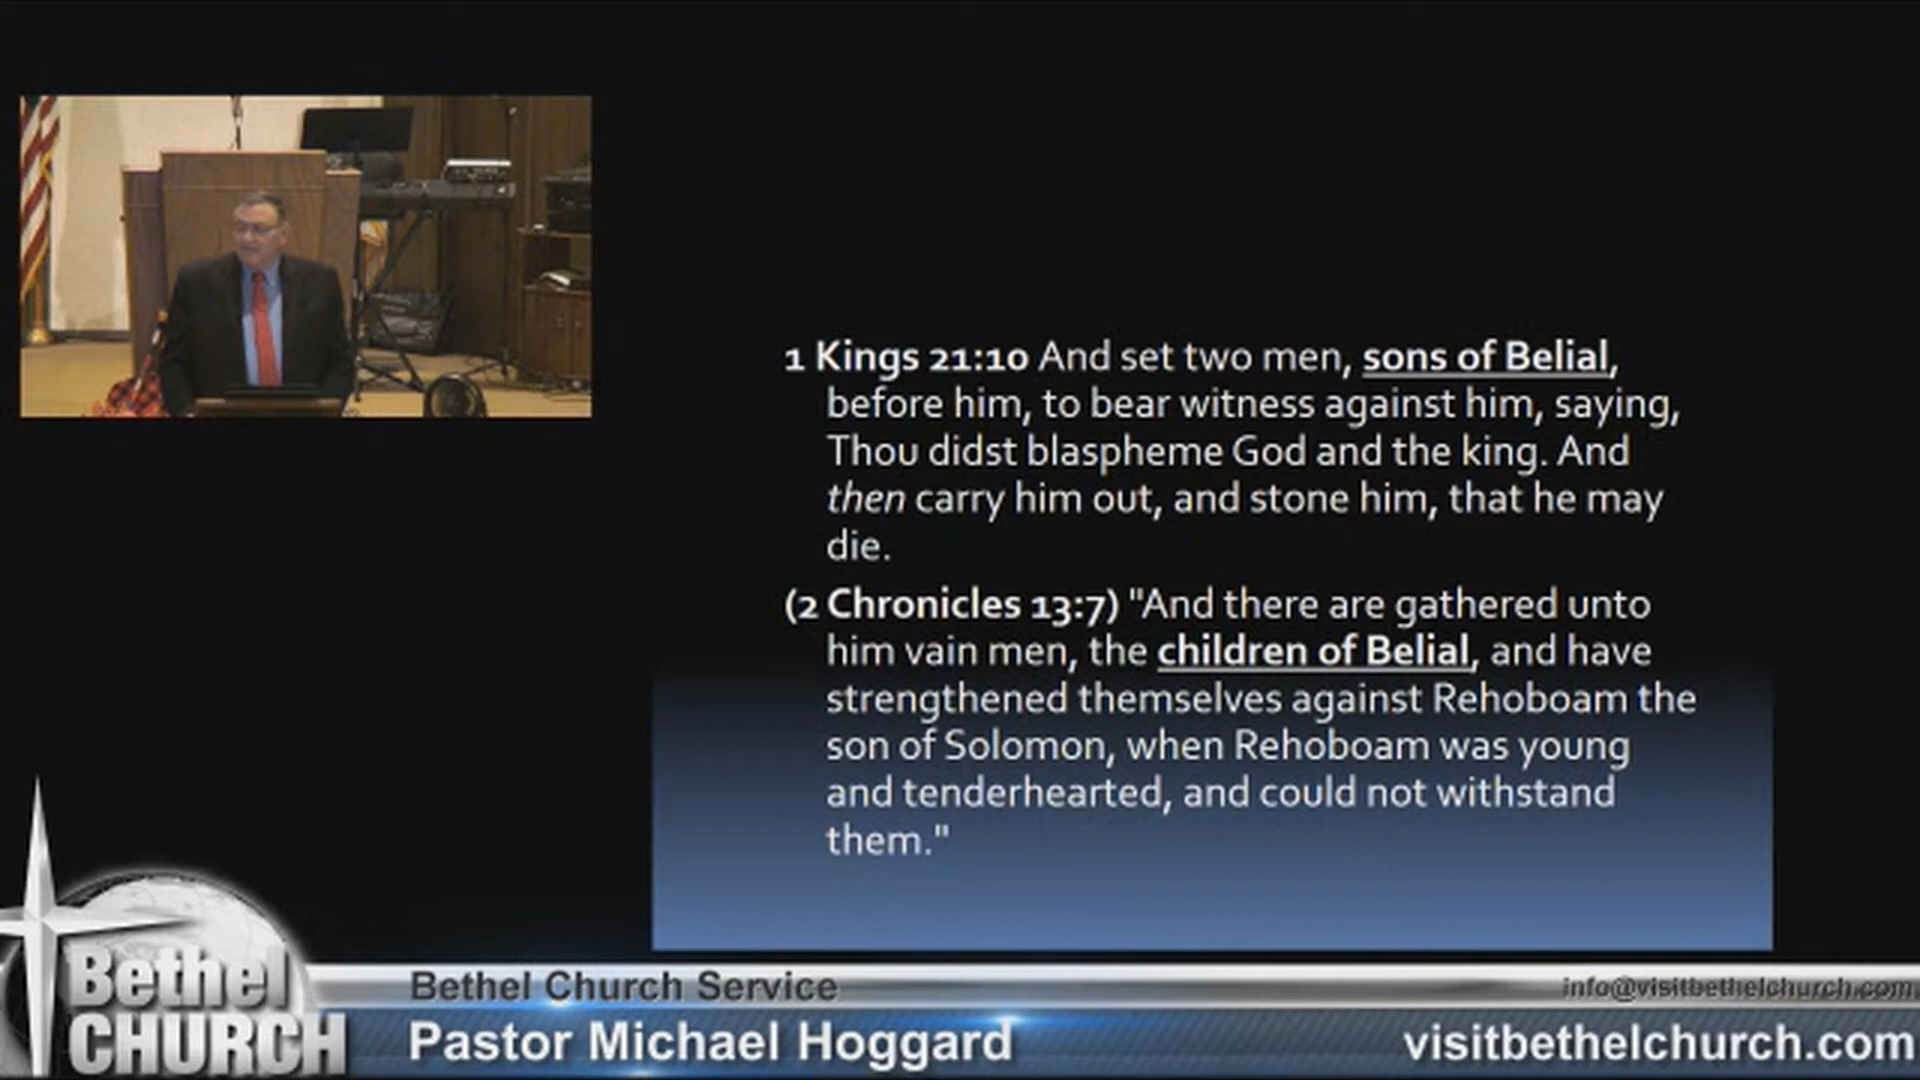 1 Kings 21:10 And set two men, sons of Belial,
before him, to bear witness against him, saying,
Thou didst blaspheme God and the king. And
then carry him out, and stone him, that he may
die.
(2 Chronicles 13:7) "And there are gathered unto
him vain men, the children of Belial, and have
strengthened themselves against Rehoboam the
son of Solomon, when Rehoboam was young
and tenderhearted, and could not withstand
them."
Bethel
CHURCH
Bethel Church Service
info@visitbethelchurch.com
Pastor Michael Hoggard
visitbethelchurch.com